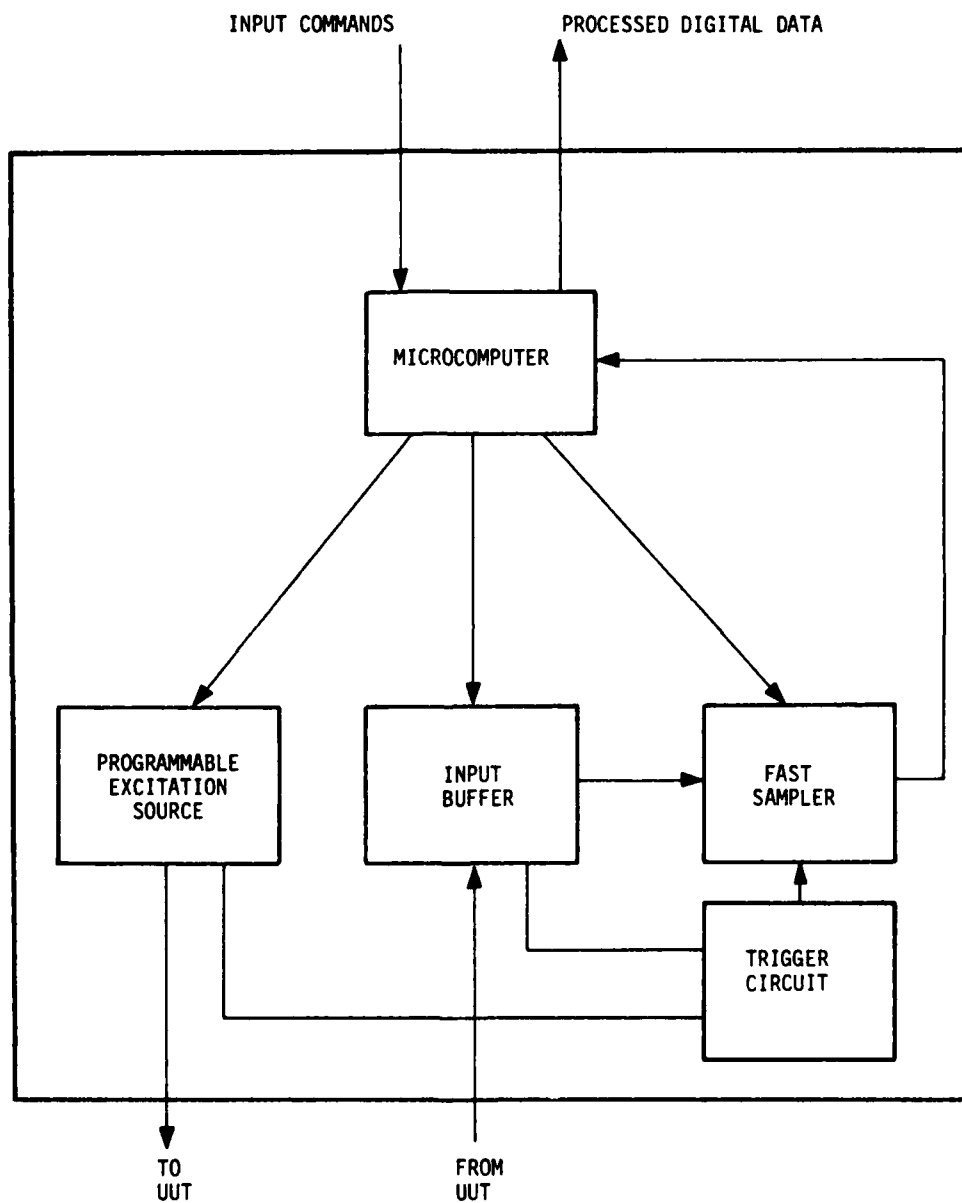 INPUT COMMANDS
PROCESSED DIGITAL DATA
MICROCOMPUTER
PROGRAMMABLE
EXCITATION
SOURCE
INPUT
BUFFER
FAST
SAMPLER
TRIGGER
CIRCUIT
TO
UUT
FROM
UUT